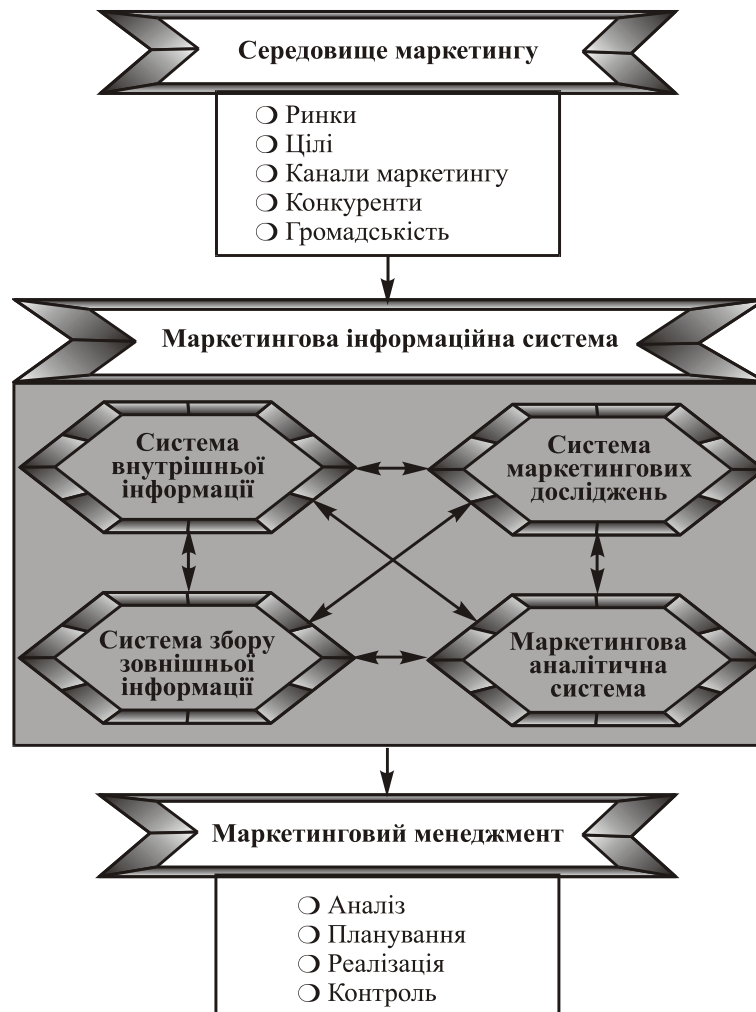 Середовище маркетингу
❍ Ринки
❍ Цілі
❍ Канали маркетингу
❍ Конкуренти
❍ Громадськість
Маркетингова інформаційна система
Система
внутрішньої
інформації
Система
маркетингових
досліджень
Система збору
зовнішньої
інформації
Маркетингова
аналітична
система
Маркетинговий менеджмент
❍ Аналіз
❍ Планування
❍ Реалізація
❍ Контроль